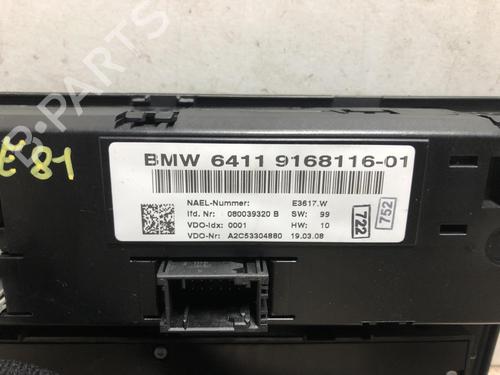 B-PARTS
E81
BMW 6411 9168116-01
NAEL-Nummer: E3617.W
lfd. Nr: 080039320 B SW: 99
VDO-Idx: 0001 HW: 10
VDO-Nr: A2C53304880 19.03.08
722
752